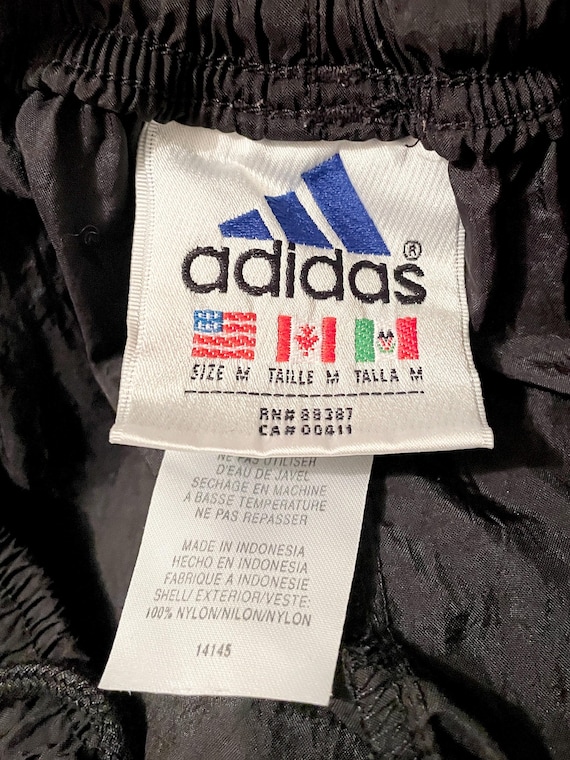 adidas®
SIZE M TAILLE M TALLA M
RN# 88387
CA# 00411
NE PAS UTILISER
D'EAU DE JAVEL
SECHAGE EN MACHINE
A BASSE TEMPERATURE
NE PAS REPASSER
MADE IN INDONESIA
HECHO EN INDONESIA
FABRIQUE A INDONESIE
SHELL/ EXTERIOR/VESTE:
100% NYLON/NILON/NYLON
14145